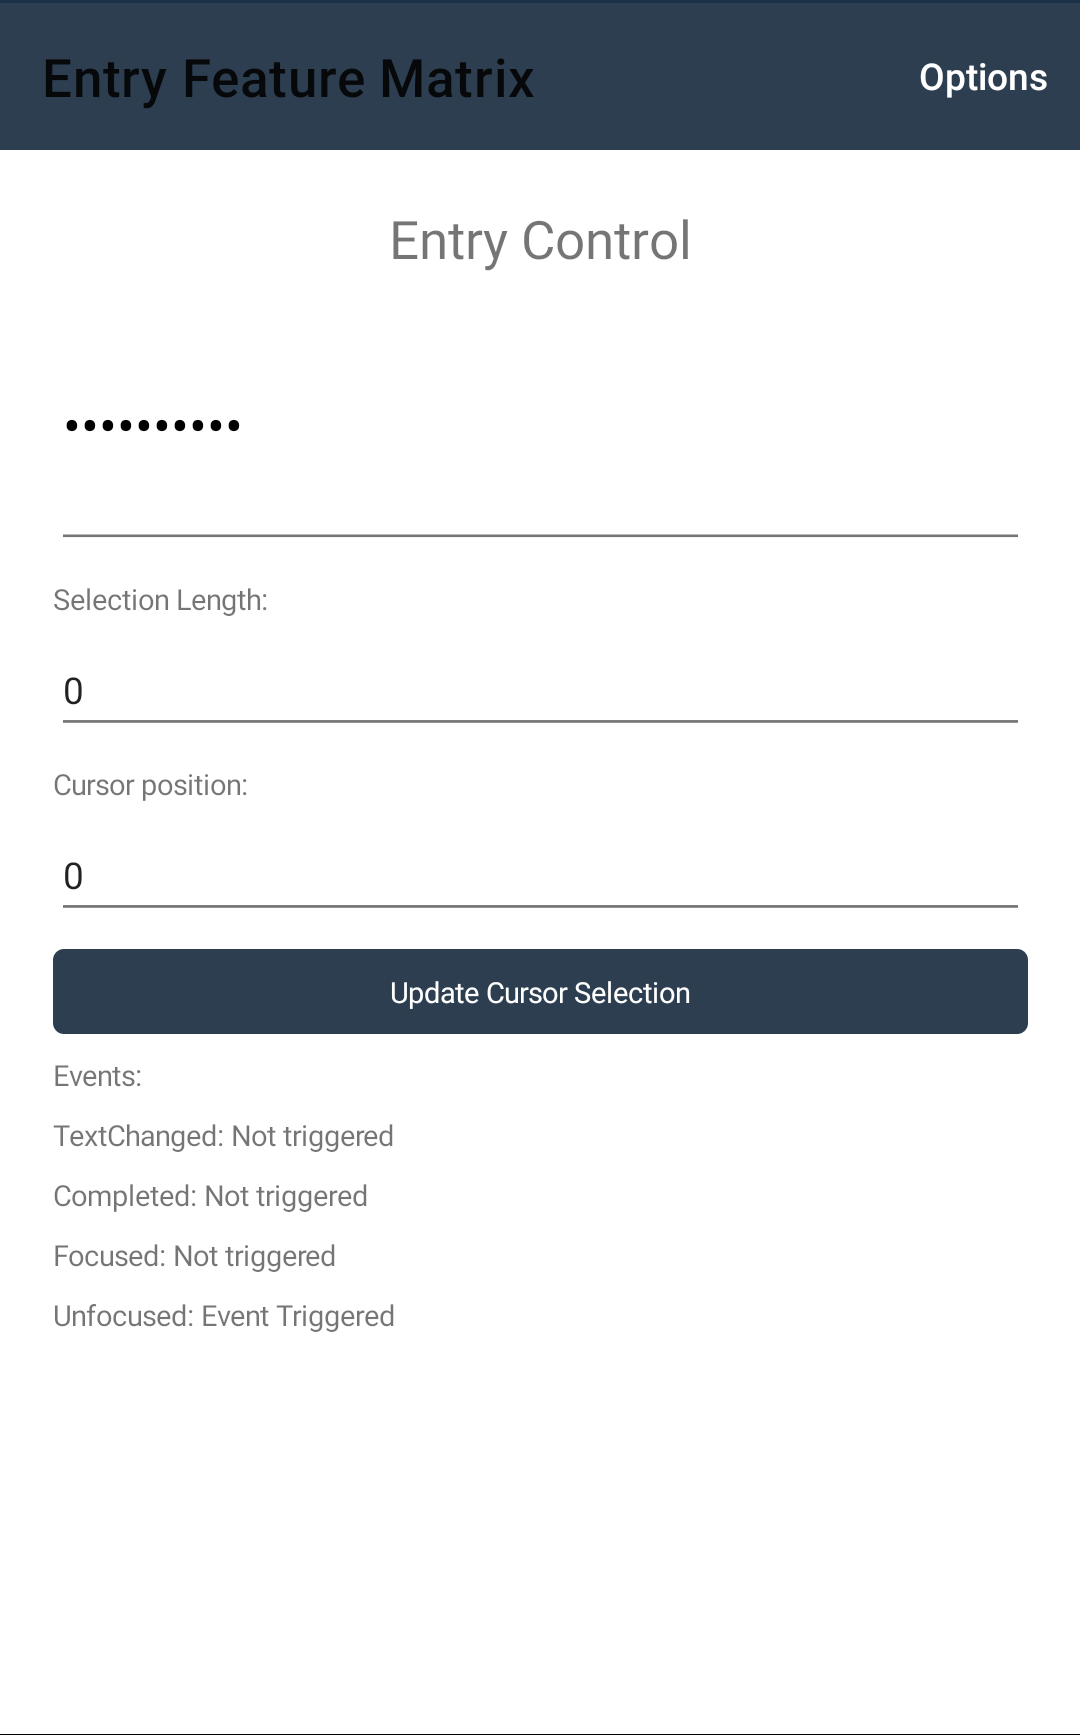 Entry Feature Matrix
Options
Entry Control
••••••••••
Selection Length:
0
Cursor position:
0
Update Cursor Selection
Events:
TextChanged: Not triggered
Completed: Not triggered
Focused: Not triggered
Unfocused: Event Triggered